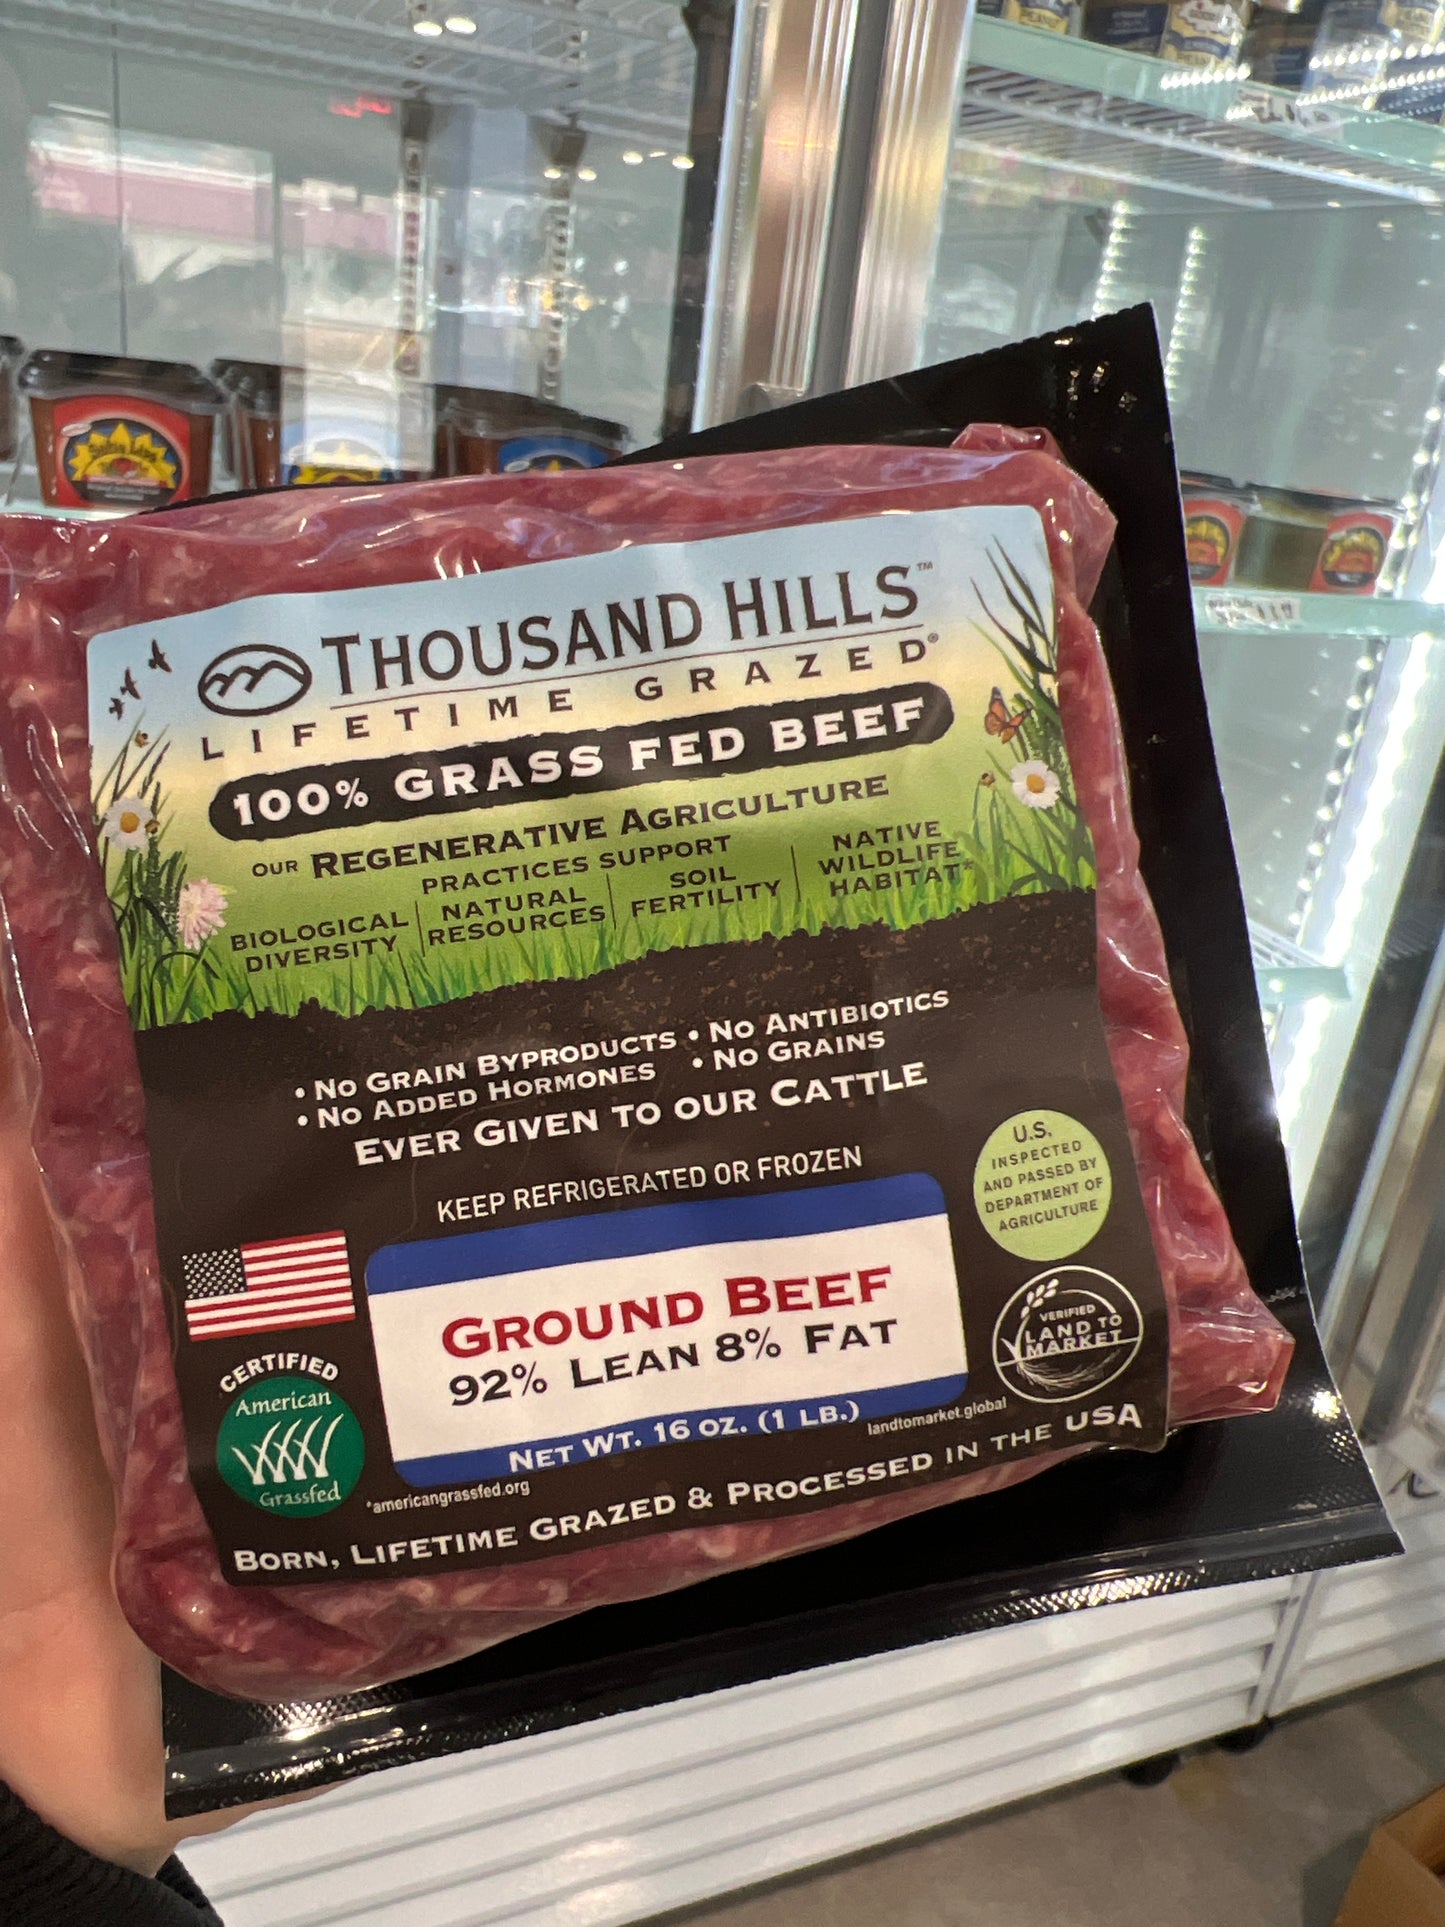 THOUSAND HILLS™
LIFETIME GRAZED®
100% GRASS FED BEEF
OUR REGENERATIVE AGRICULTURE
PRACTICES SUPPORT
BIOLOGICAL
DIVERSITY
NATURAL
RESOURCES
SOIL
FERTILITY
NATIVE
WILDLIFE
HABITAT*
• NO GRAIN BYPRODUCTS • NO ANTIBIOTICS
• NO ADDED HORMONES • NO GRAINS
EVER GIVEN TO OUR CATTLE
KEEP REFRIGERATED OR FROZEN
U.S.
INSPECTED
AND PASSED BY
DEPARTMENT OF
AGRICULTURE
GROUND BEEF
92% LEAN 8% FAT
NET WT. 16 OZ. (1 LB.)
VERIFIED
LAND TO
MARKET
landtomarket.global
CERTIFIED
American
Grassfed
*americangrassfed.org
BORN, LIFETIME GRAZED & PROCESSED IN THE USA